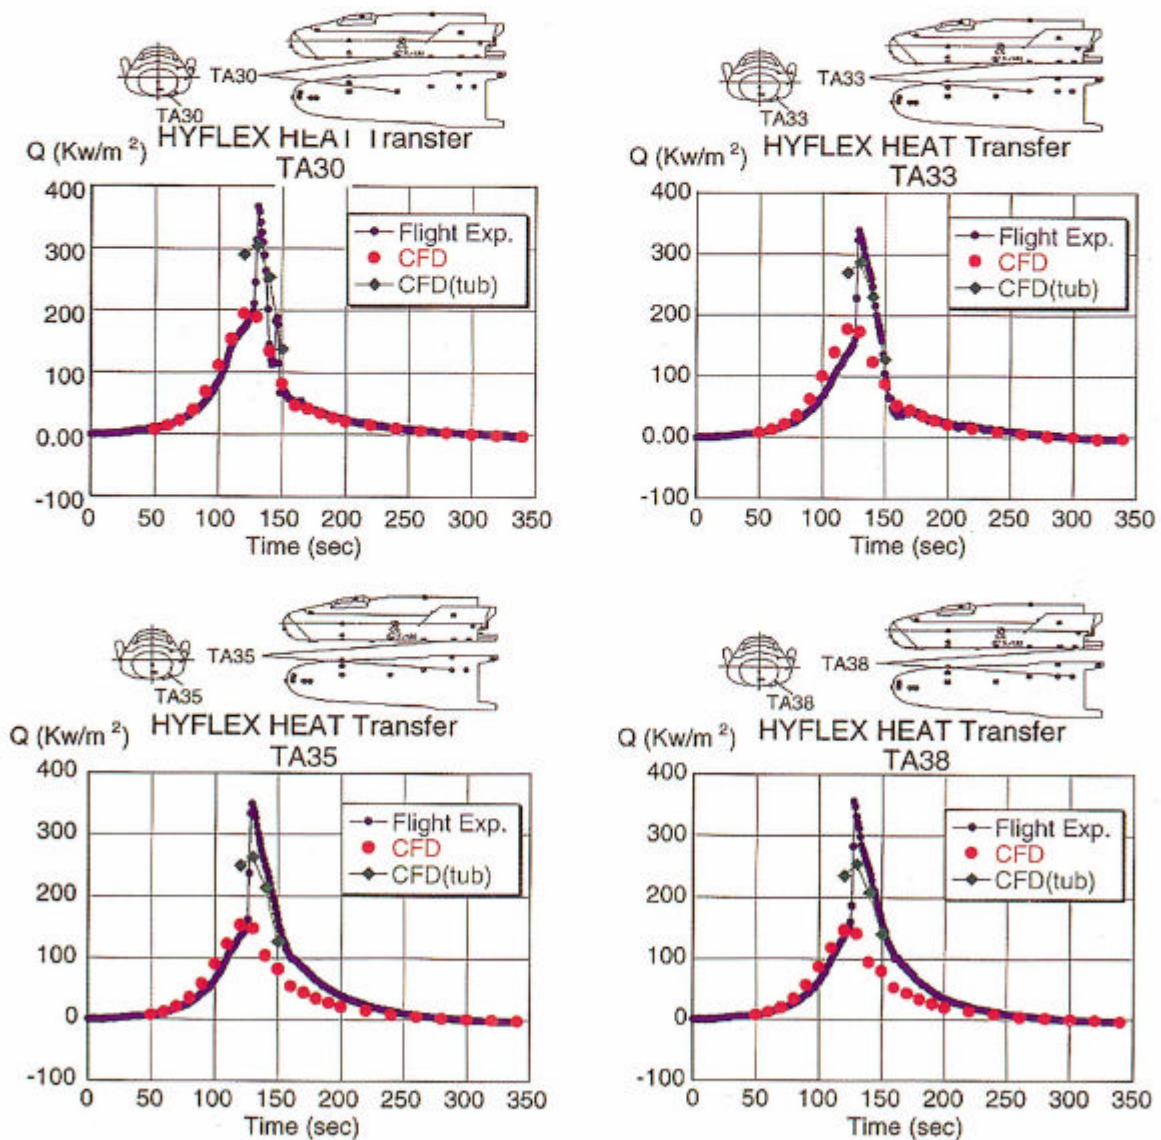 TA30
TA30
HYFLEX HEAT Transfer
Q (Kw/m 2)
TA30
400
300
200
100
0.00
-100
Flight Exp.
CFD
CFD(tub)
0 50 100 150 200 250 300 350
Time (sec)
TA33
TA33
HYFLEX HEAT Transfer
Q (Kw/m 2)
TA33
400
300
200
100
0.00
-100
Flight Exp.
CFD
CFD(tub)
0 50 100 150 200 250 300 350
Time (sec)
TA35
TA35
HYFLEX HEAT Transfer
Q (Kw/m 2)
TA35
400
300
200
100
0
-100
Flight Exp.
CFD
CFD(tub)
0 50 100 150 200 250 300 350
Time (sec)
TA38
TA38
HYFLEX HEAT Transfer
Q (Kw/m 2)
TA38
400
300
200
100
0
-100
Flight Exp.
CFD
CFD(tub)
0 50 100 150 200 250 300 350
Time (sec)